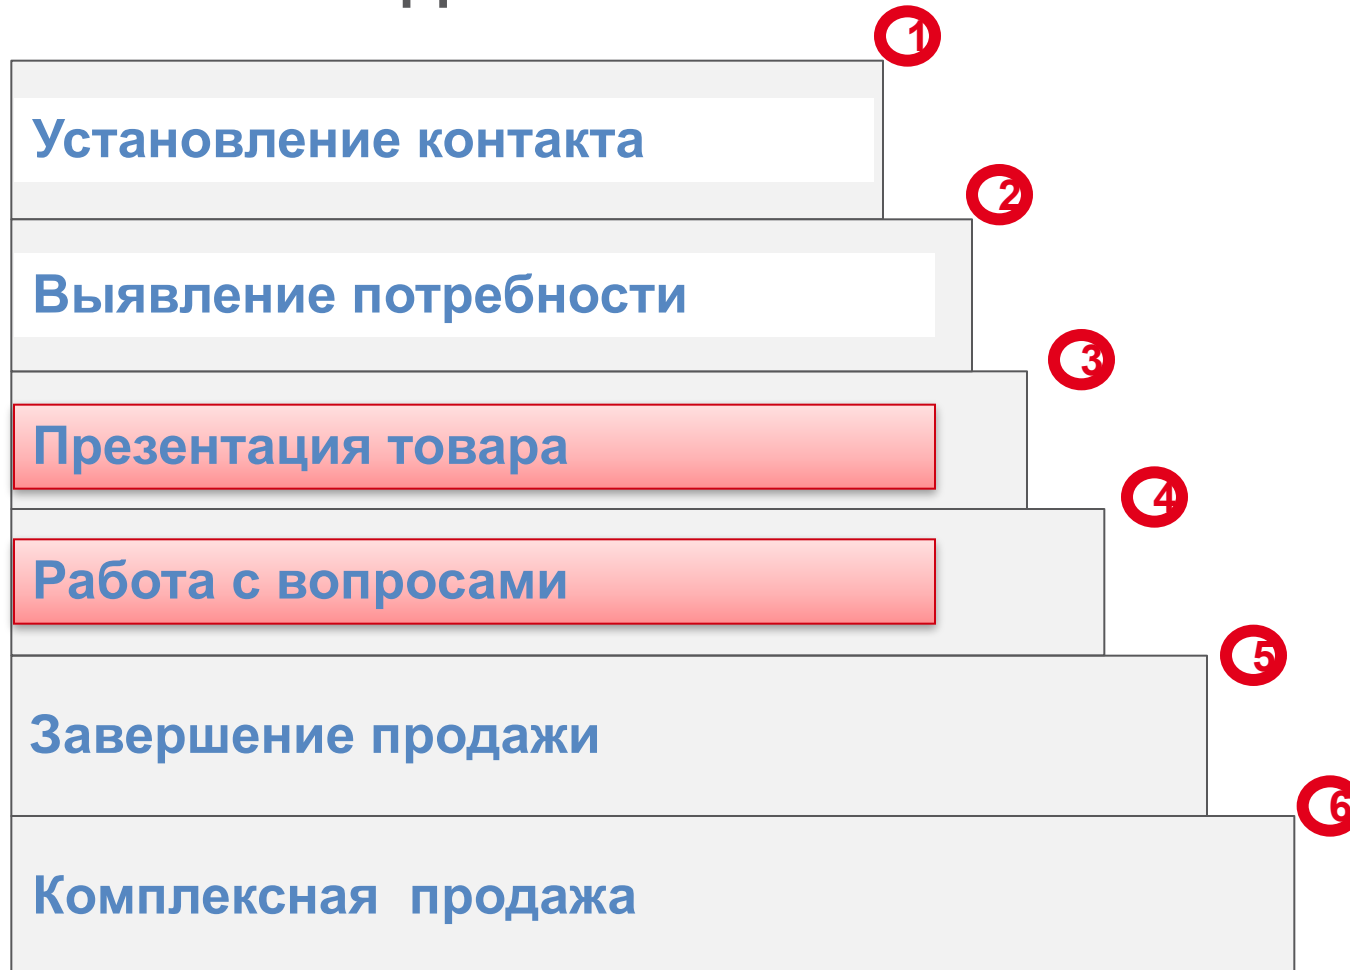 1
Установление контакта
2
Выявление потребности
3
Презентация товара
4
Работа с вопросами
5
Завершение продажи
6
Комплексная продажа